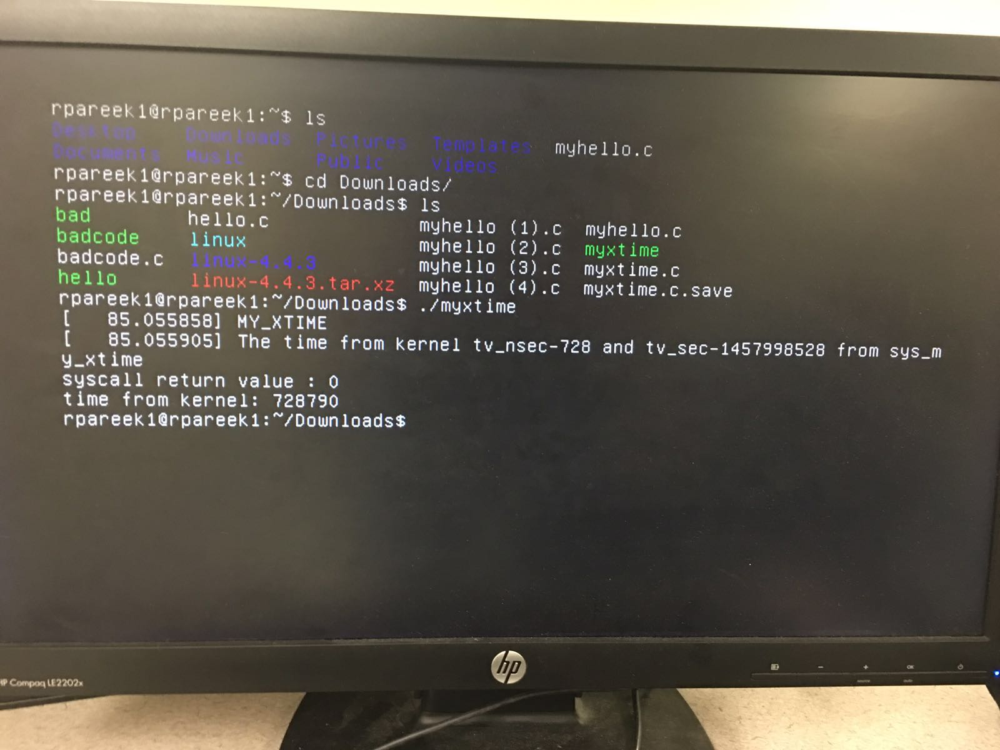 rpareek1@rpareek1:~$ ls
Desktop Downloads Pictures Templates myhello.c
Documents Music Public Videos
rpareek1@rpareek1:~$ cd Downloads/
rpareek1@rpareek1:~/Downloads$ ls
bad hello.c myhello (1).c myhello.c
badcode linux myhello (2).c myxtime
badcode.c linux-4.4.3 myhello (3).c myxtime.c
hello linux-4.4.3.tar.xz myhello (4).c myxtime.c.save
rpareek1@rpareek1:~/Downloads$ ./myxtime
[   85.055858] MY_XTIME
[   85.055905] The time from kernel tv_nsec-728 and tv_sec-1457998528 from sys_m
y_xtime
syscall return value : 0
time from kernel: 728790
rpareek1@rpareek1:~/Downloads$
hp
HP Compaq LE2202x
- + OK
source auto